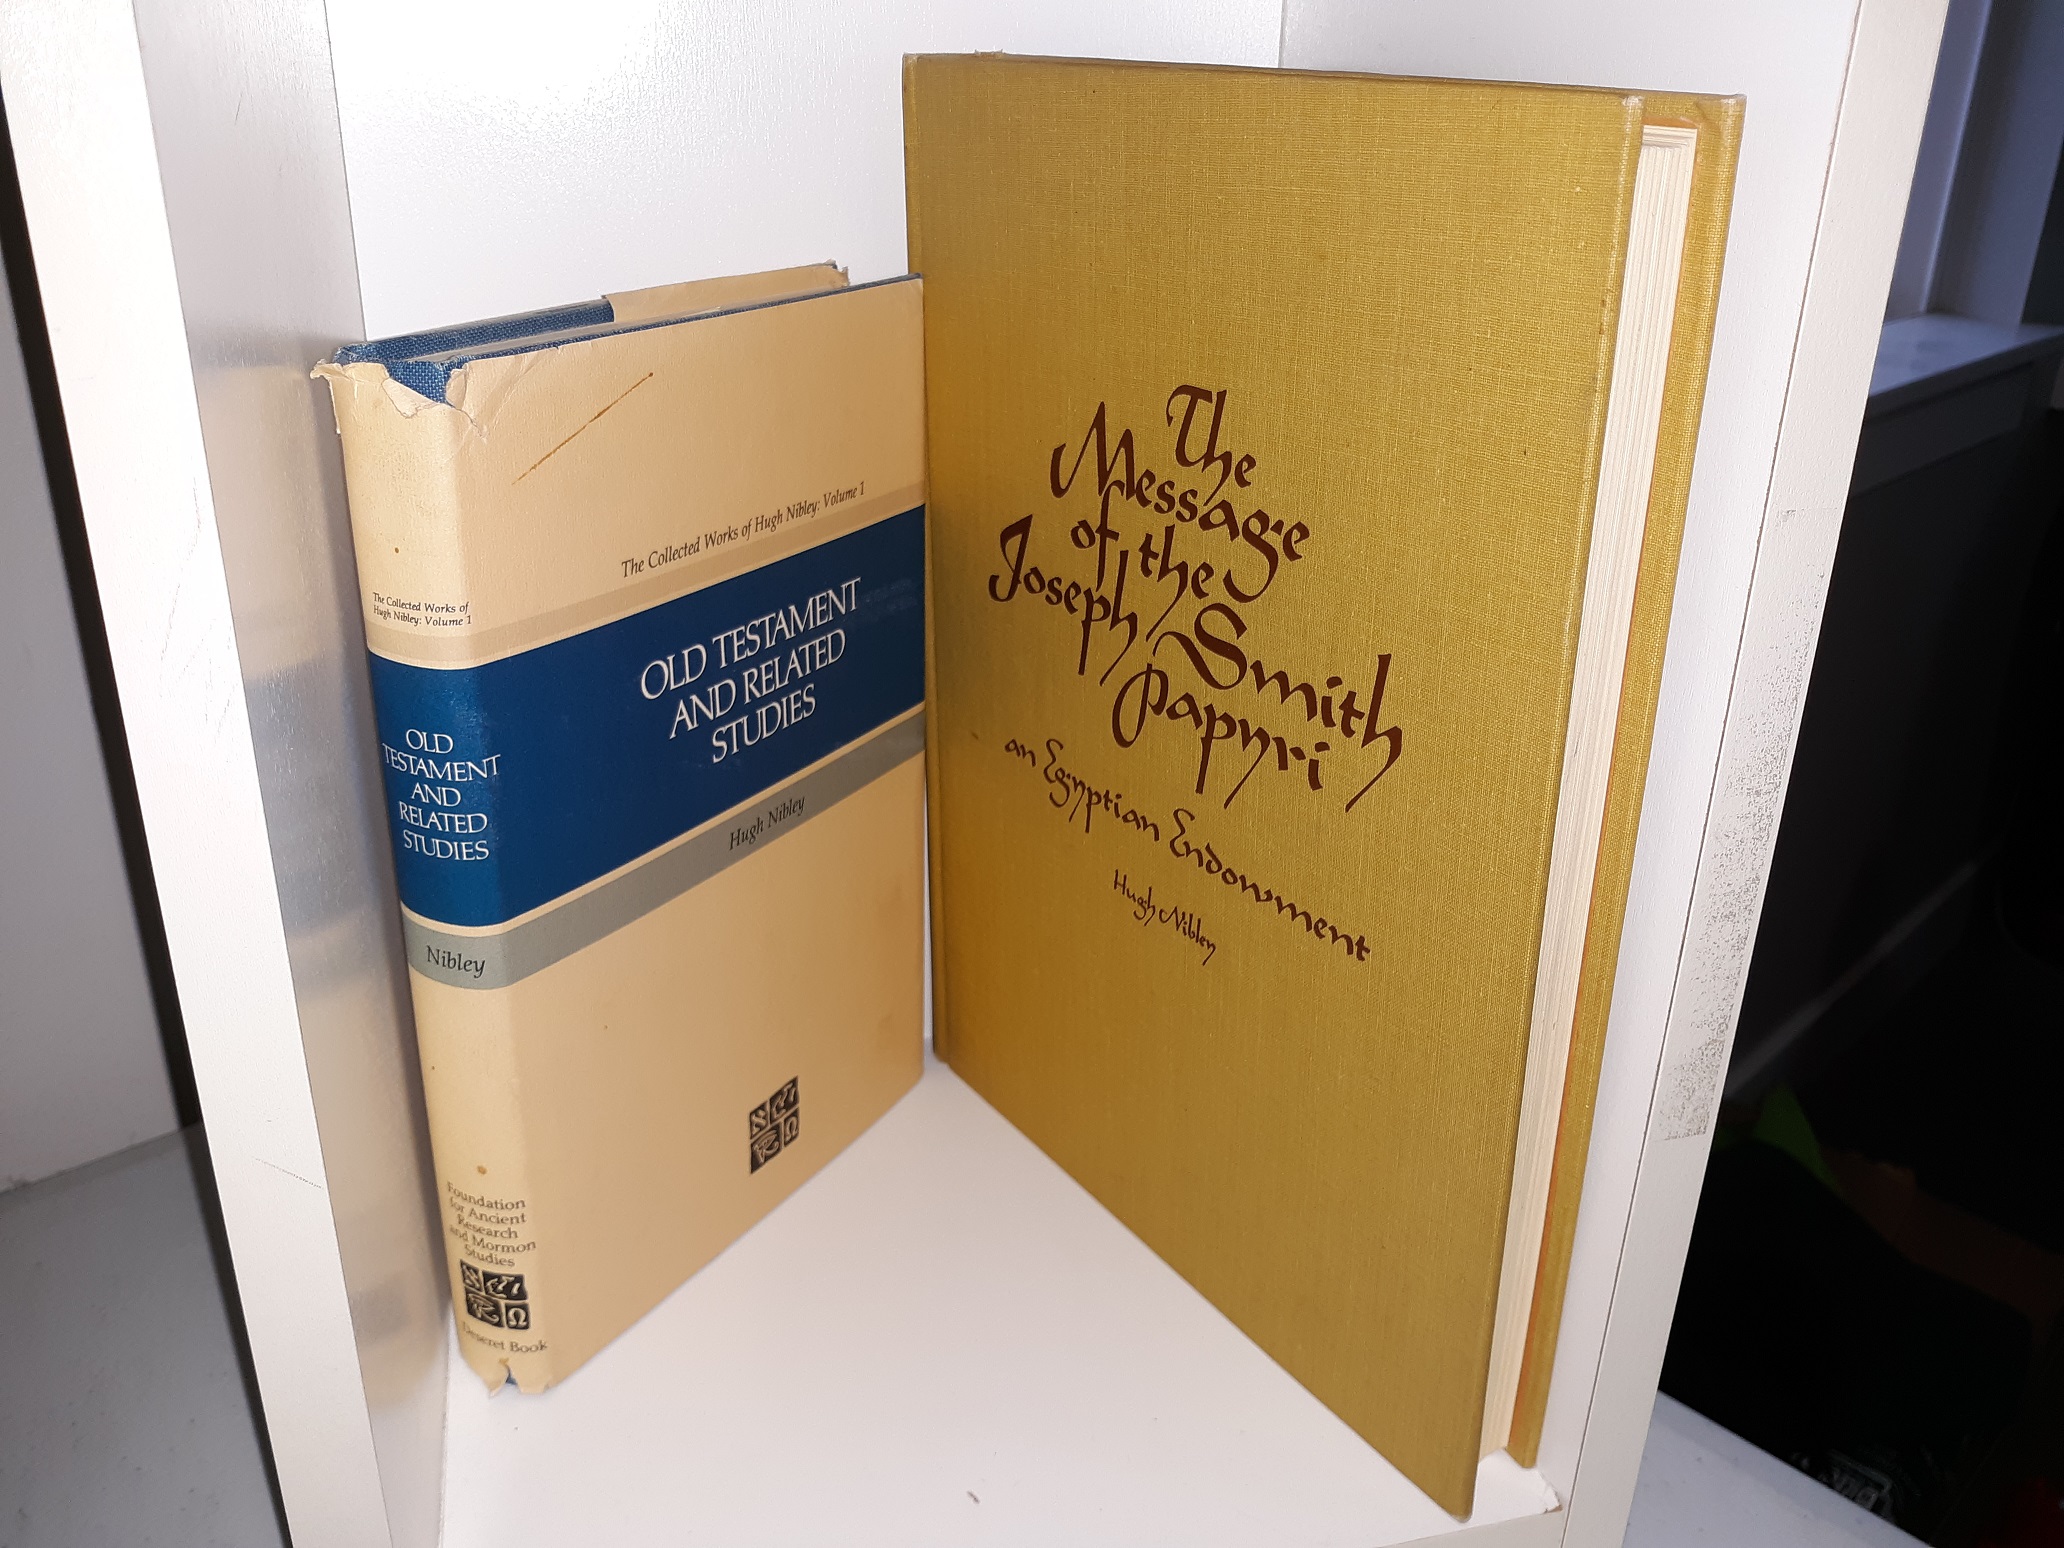 The Collected Works of
Hugh Nibley: Volume 1
OLD
TESTAMENT
AND
RELATED
STUDIES
Nibley
Foundation
for Ancient
Research
and Mormon
Studies
Deseret Book
The Collected Works of Hugh Nibley: Volume 1
OLD TESTAMENT
AND RELATED
STUDIES
Hugh Nibley
The
Message
of the
Joseph Smith
Papyri
an Egyptian Endowment
Hugh Nibley